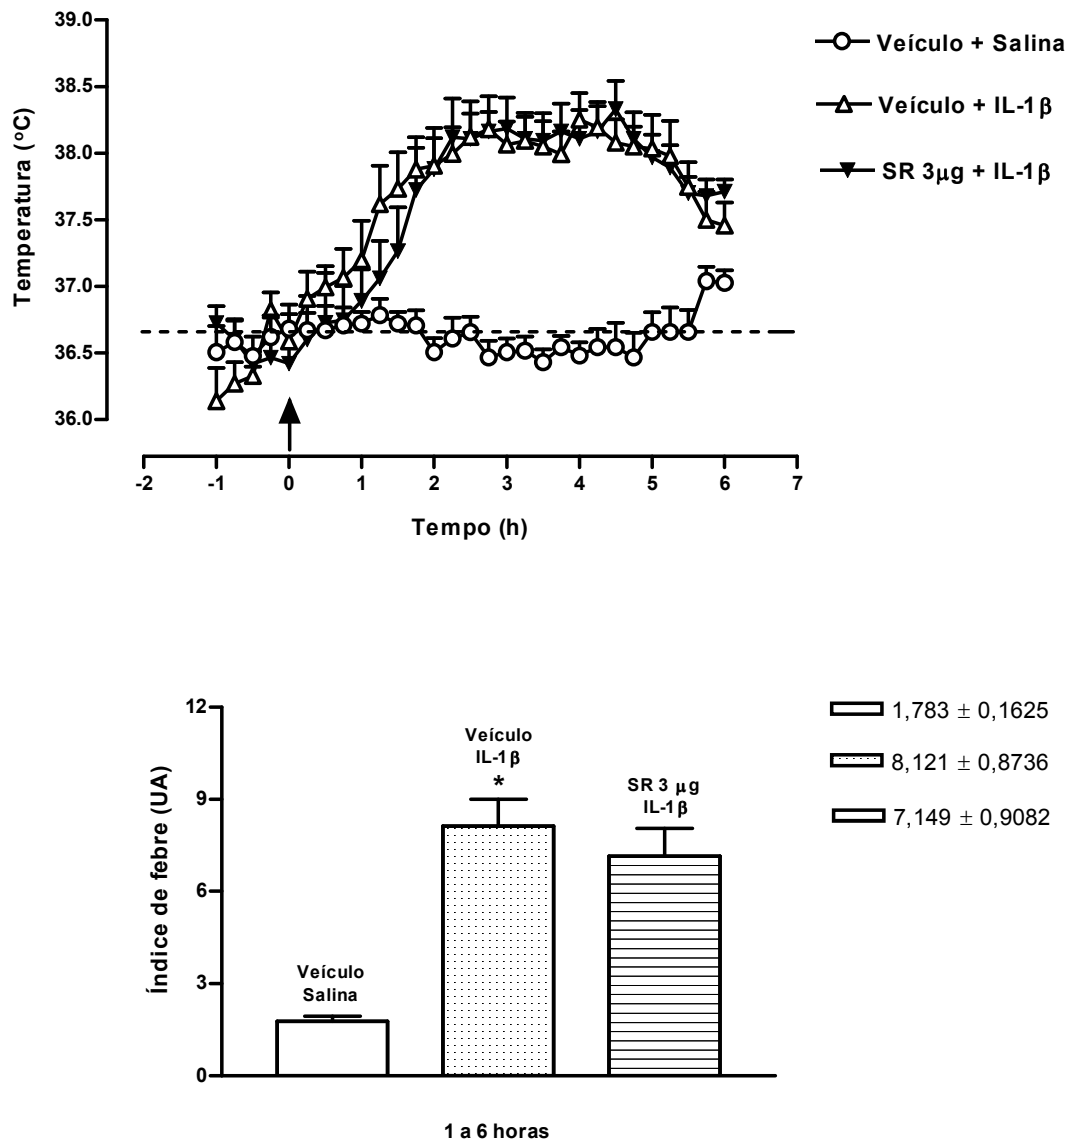 39.0
38.5
38.0
37.5
37.0
36.5
36.0
Temperatura (°C)
-2 -1 0 1 2 3 4 5 6 7
Tempo (h)
Veículo + Salina
Veículo + IL-1β
SR 3μg + IL-1β
12
9
6
3
0
Índice de febre (UA)
Veículo
Salina
Veículo
IL-1β
*
SR 3 μg
IL-1β
1 a 6 horas
1,783 ± 0,1625
8,121 ± 0,8736
7,149 ± 0,9082